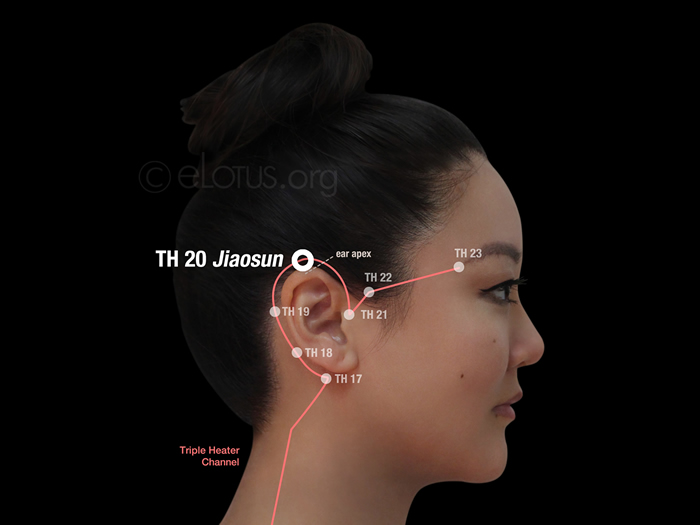 © eLotus.org
TH 20 Jiaosun
ear apex
TH 23
TH 22
TH 19
TH 21
TH 18
TH 17
Triple Heater
Channel